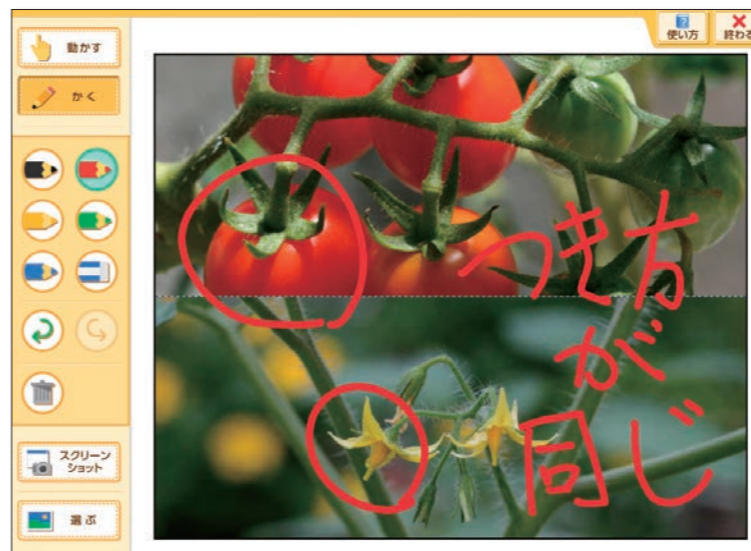 動かす
かく
スクリーン
ショット
選ぶ
使い方
終わる
つき方
が
同じ